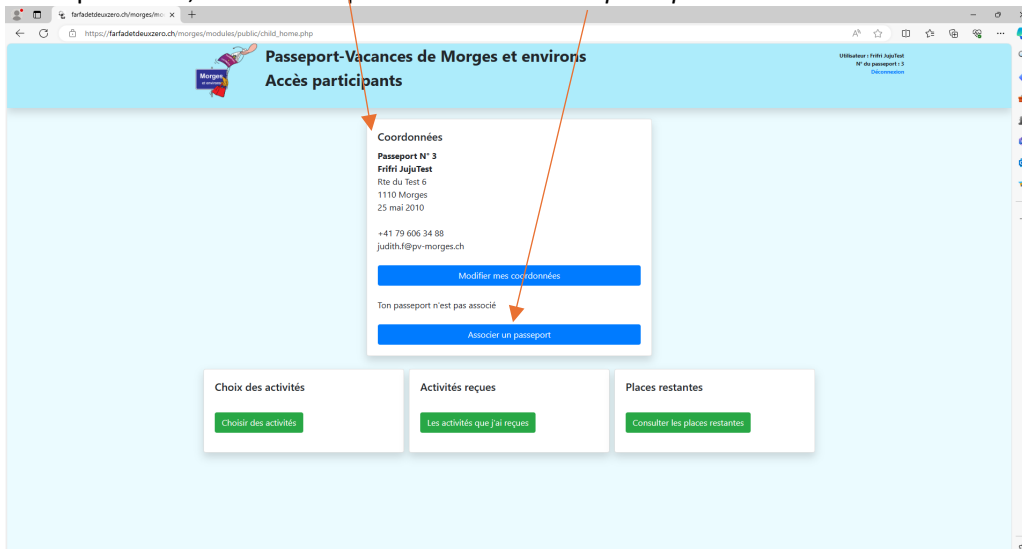 farfadetdeuxzero.ch/morges/mo
https://farfadetdeuxzero.ch/morges/modules/public/child_home.php
Morges
Passeport-Vacances de Morges et environs
Accès participants
Utilisateur : Frifri JujuTest
N° du passeport : 3
Déconnexion
Coordonnées
Passeport N° 3
Frifri JujuTest
Rte du Test 6
1110 Morges
25 mai 2010
+41 79 606 34 88
judith.f@pv-morges.ch
Modifier mes coordonnées
Ton passeport n'est pas associé
Associer un passeport
Choix des activités
Choisir des activités
Activités reçues
Les activités que j'ai reçues
Places restantes
Consulter les places restantes